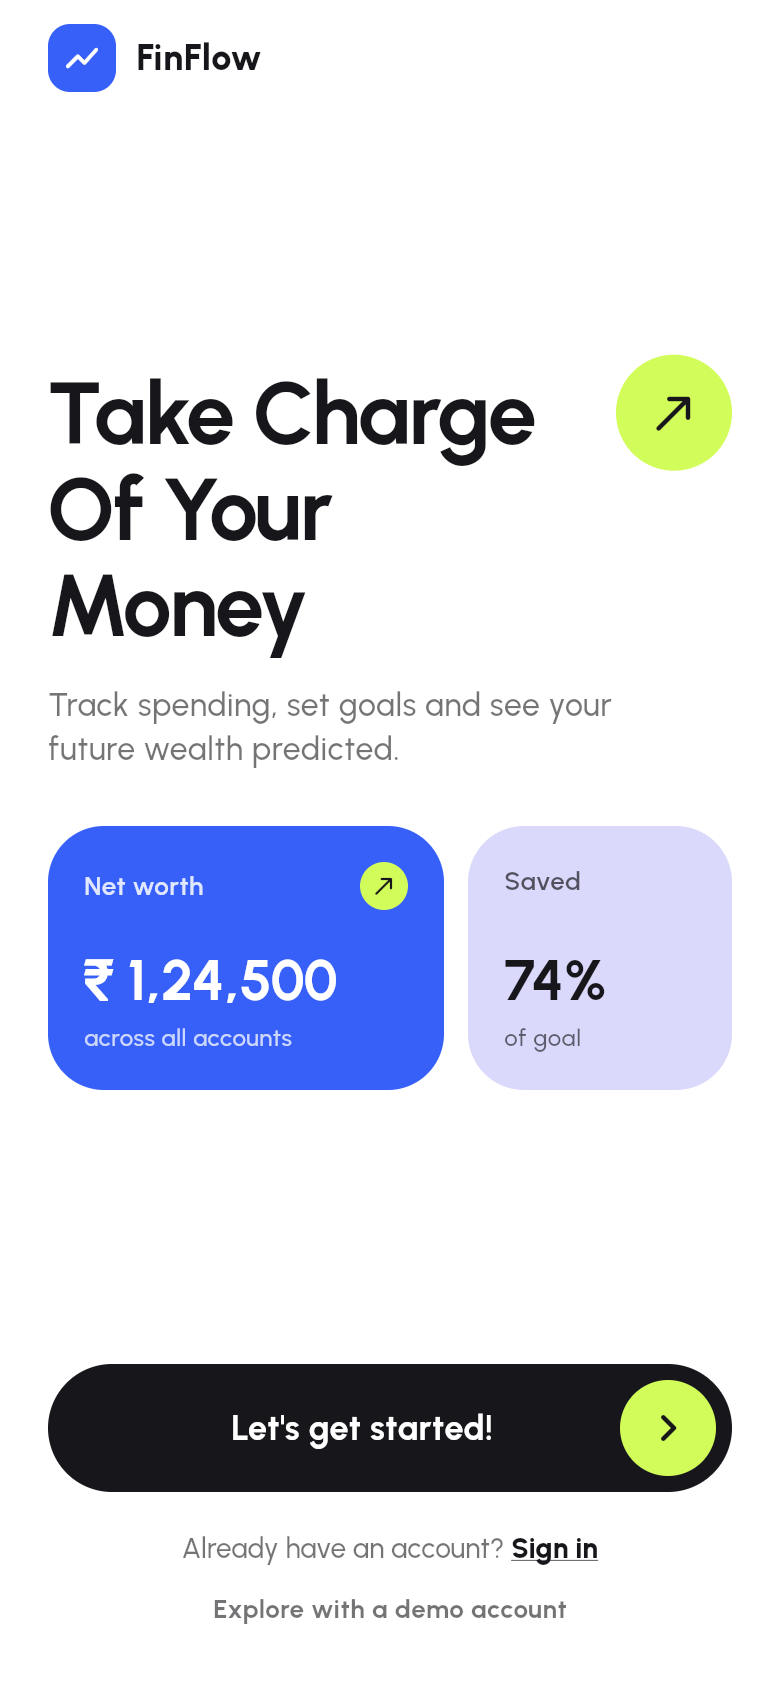 FinFlow
Take Charge
Of Your
Money
Track spending, set goals and see your
future wealth predicted.
Net worth
₹ 1,24,500
across all accounts
Saved
74%
of goal
Let's get started!
Already have an account? Sign in
Explore with a demo account